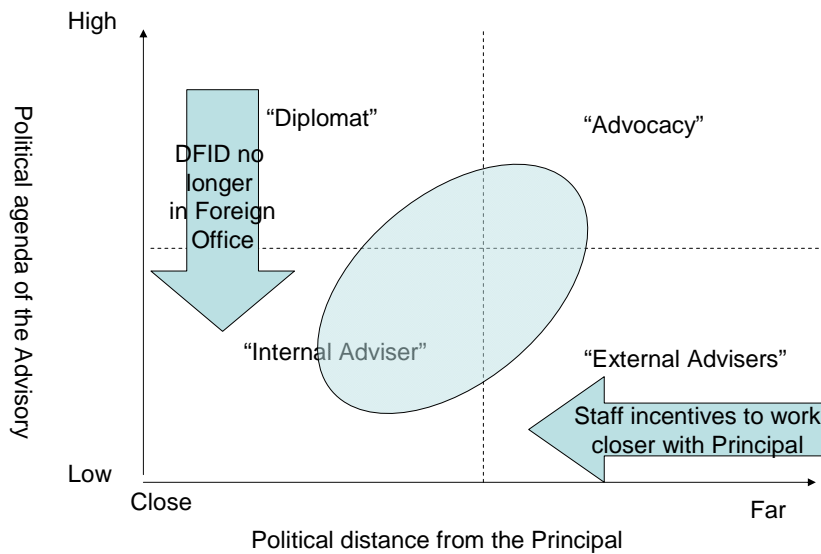 High
“Diplomat”
“Advocacy”
DFID no
longer
in Foreign
Office
Political agenda of the Advisory
“Internal Adviser”
“External Advisers”
Staff incentives to work
closer with Principal
Low
Close
Far
Political distance from the Principal